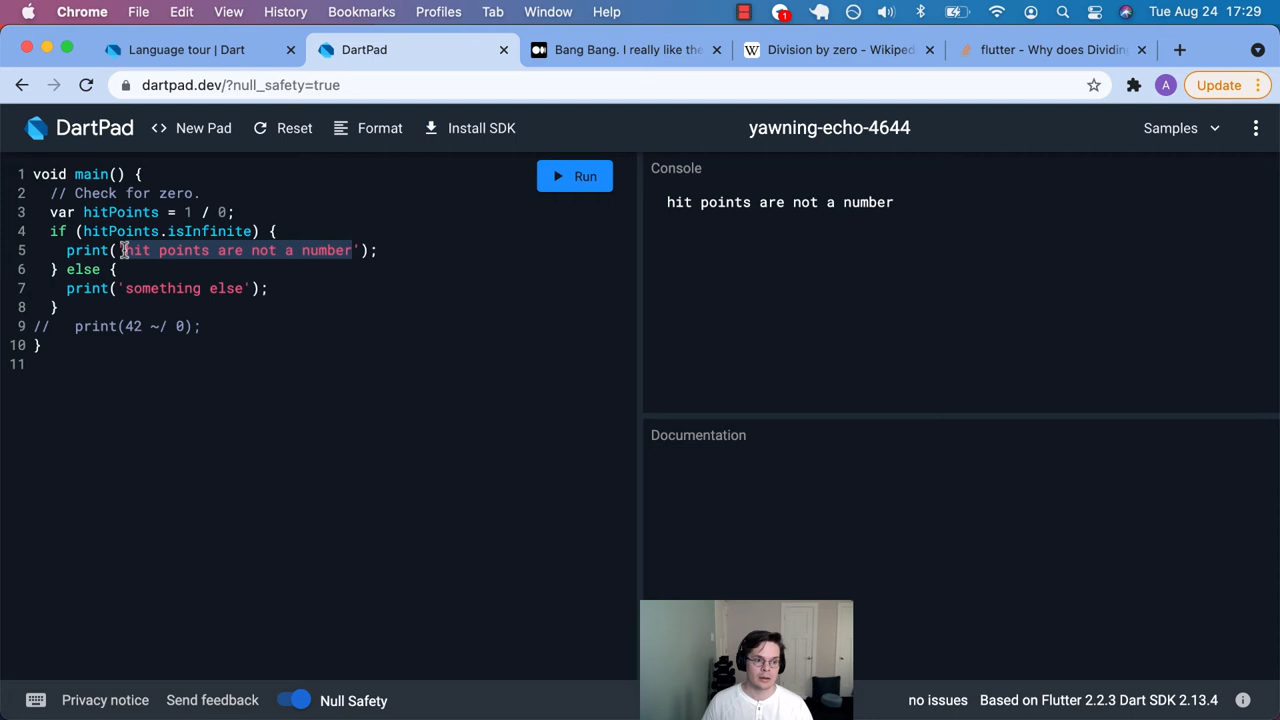 Chrome File Edit View History Bookmarks Profiles Tab Window Help 1 Tue Aug 24 17:29
Language tour | Dart DartPad Bang Bang. I really like the Division by zero - Wikiped flutter - Why does Dividin
dartpad.dev/?null_safety=true A Update
DartPad <> New Pad Reset Format Install SDK yawning-echo-4644 Samples
1 void main() {
2 // Check for zero.
3 var hitPoints = 1 / 0;
4 if (hitPoints.isInfinite) {
5 print('hit points are not a number');
6 } else {
7 print('something else');
8 }
9 // print(42 ~/ 0);
10 }
11
Run
Console
hit points are not a number
Documentation
Privacy notice Send feedback Null Safety no issues Based on Flutter 2.2.3 Dart SDK 2.13.4